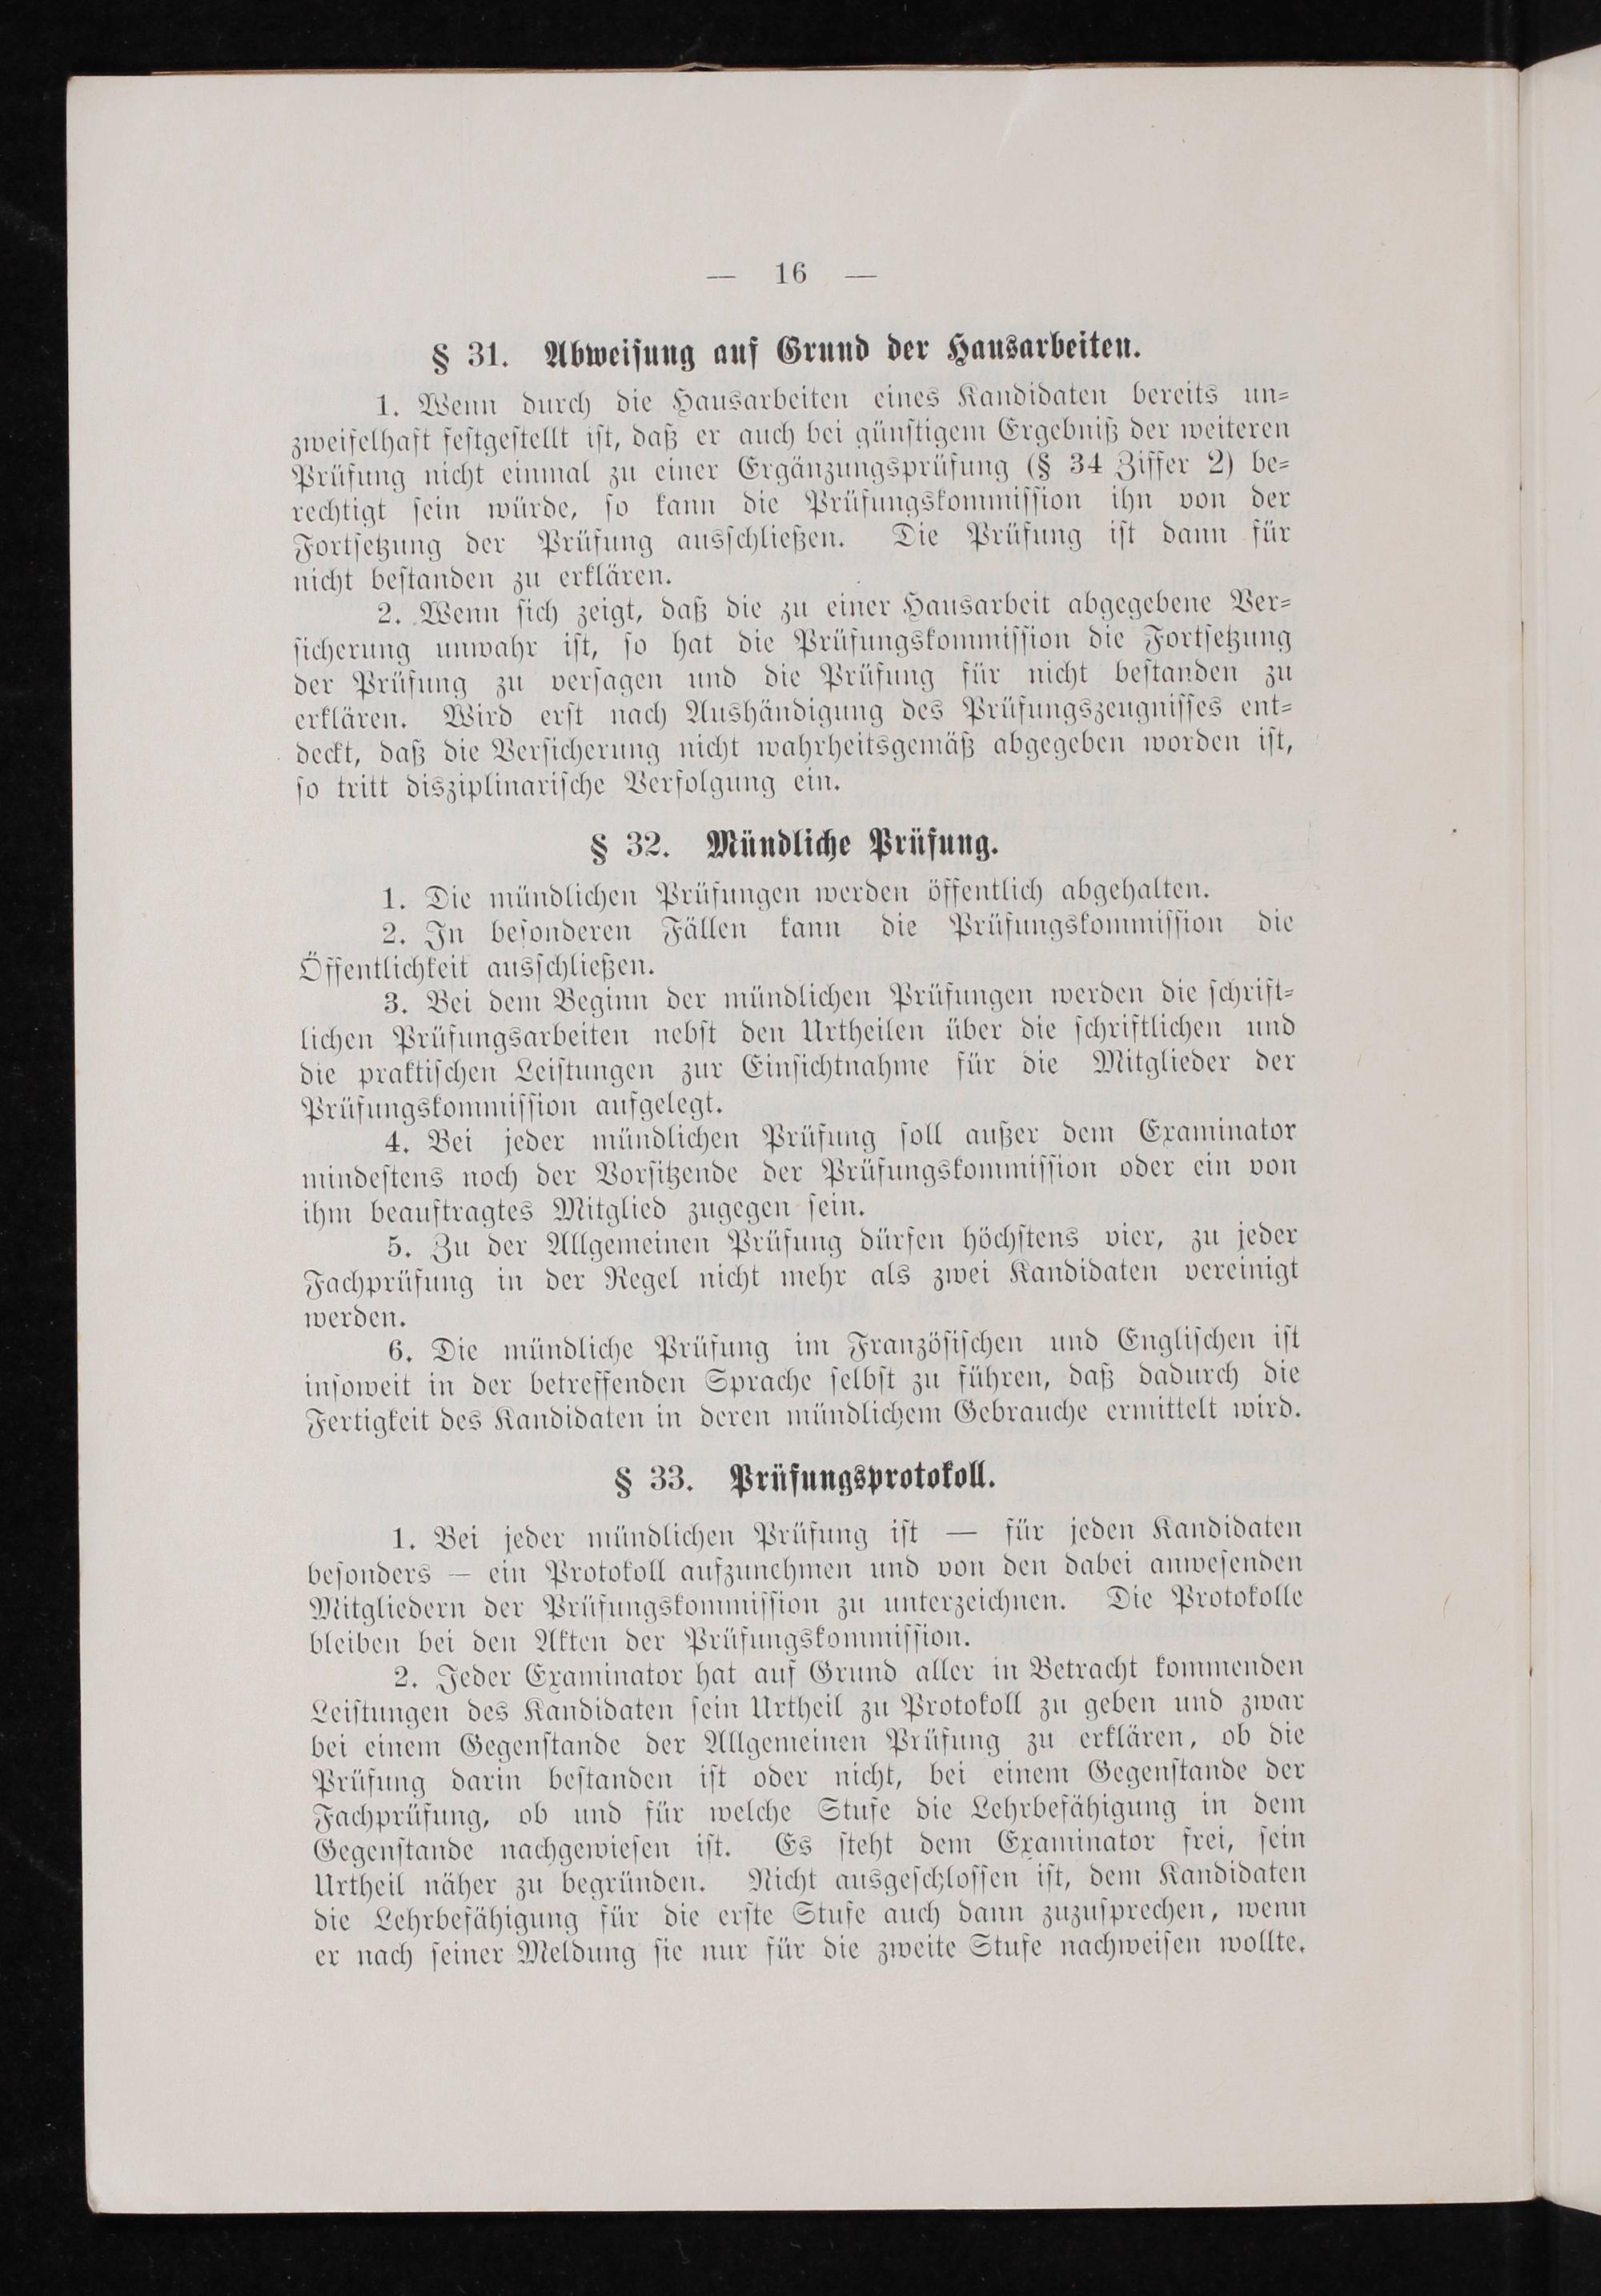 — 16 —
§ 31. Abweisung auf Grund der Hausarbeiten.
1. Wenn durch die Hausarbeiten eines Kandidaten bereits un-
zweifelhaft festgestellt ist, daß er auch bei günstigem Ergebniß der weiteren
Prüfung nicht einmal zu einer Ergänzungsprüfung (§ 34 Ziffer 2) be-
rechtigt sein würde, so kann die Prüfungskommission ihn von der
Fortsetzung der Prüfung ausschließen. Die Prüfung ist dann für
nicht bestanden zu erklären.
2. Wenn sich zeigt, daß die zu einer Hausarbeit abgegebene Ver-
sicherung unwahr ist, so hat die Prüfungskommission die Fortsetzung
der Prüfung zu versagen und die Prüfung für nicht bestanden zu
erklären. Wird erst nach Aushändigung des Prüfungszeugnisses ent-
deckt, daß die Versicherung nicht wahrheitsgemäß abgegeben worden ist,
so tritt disziplinarische Verfolgung ein.
§ 32. Mündliche Prüfung.
1. Die mündlichen Prüfungen werden öffentlich abgehalten.
2. In besonderen Fällen kann die Prüfungskommission die
Öffentlichkeit ausschließen.
3. Bei dem Beginn der mündlichen Prüfungen werden die schrift-
lichen Prüfungsarbeiten nebst den Urtheilen über die schriftlichen und
die praktischen Leistungen zur Einsichtnahme für die Mitglieder der
Prüfungskommission aufgelegt.
4. Bei jeder mündlichen Prüfung soll außer dem Examinator
mindestens noch der Vorsitzende der Prüfungskommission oder ein von
ihm beauftragtes Mitglied zugegen sein.
5. Zu der Allgemeinen Prüfung dürfen höchstens vier, zu jeder
Fachprüfung in der Regel nicht mehr als zwei Kandidaten vereinigt
werden.
6. Die mündliche Prüfung im Französischen und Englischen ist
insoweit in der betreffenden Sprache selbst zu führen, daß dadurch die
Fertigkeit des Kandidaten in deren mündlichem Gebrauche ermittelt wird.
§ 33. Prüfungsprotokoll.
1. Bei jeder mündlichen Prüfung ist — für jeden Kandidaten
besonders — ein Protokoll aufzunehmen und von den dabei anwesenden
Mitgliedern der Prüfungskommission zu unterzeichnen. Die Protokolle
bleiben bei den Akten der Prüfungskommission.
2. Jeder Examinator hat auf Grund aller in Betracht kommenden
Leistungen des Kandidaten sein Urtheil zu Protokoll zu geben und zwar
bei einem Gegenstande der Allgemeinen Prüfung zu erklären, ob die
Prüfung darin bestanden ist oder nicht, bei einem Gegenstande der
Fachprüfung, ob und für welche Stufe die Lehrbefähigung in dem
Gegenstande nachgewiesen ist. Es steht dem Examinator frei, sein
Urtheil näher zu begründen. Nicht ausgeschlossen ist, dem Kandidaten
die Lehrbefähigung für die erste Stufe auch dann zuzusprechen, wenn
er nach seiner Meldung sie nur für die zweite Stufe nachweisen wollte.